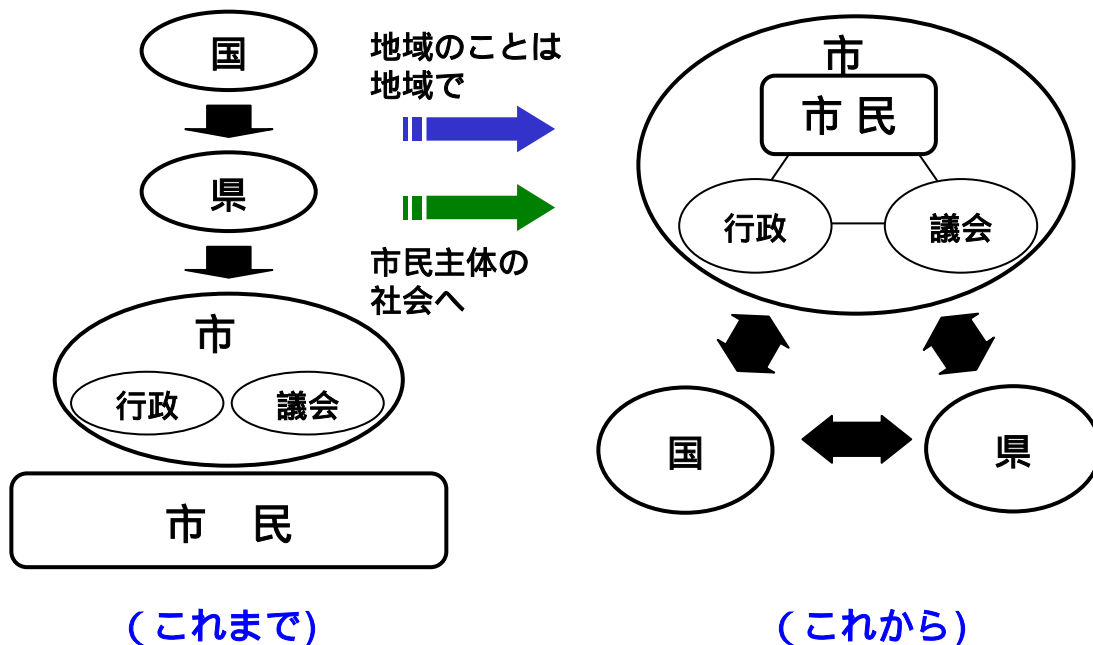 国
県
市
行政
議会
市 民
(これまで)
地域のことは
地域で
市民主体の
社会へ
市
市 民
行政
議会
国
県
(これから)